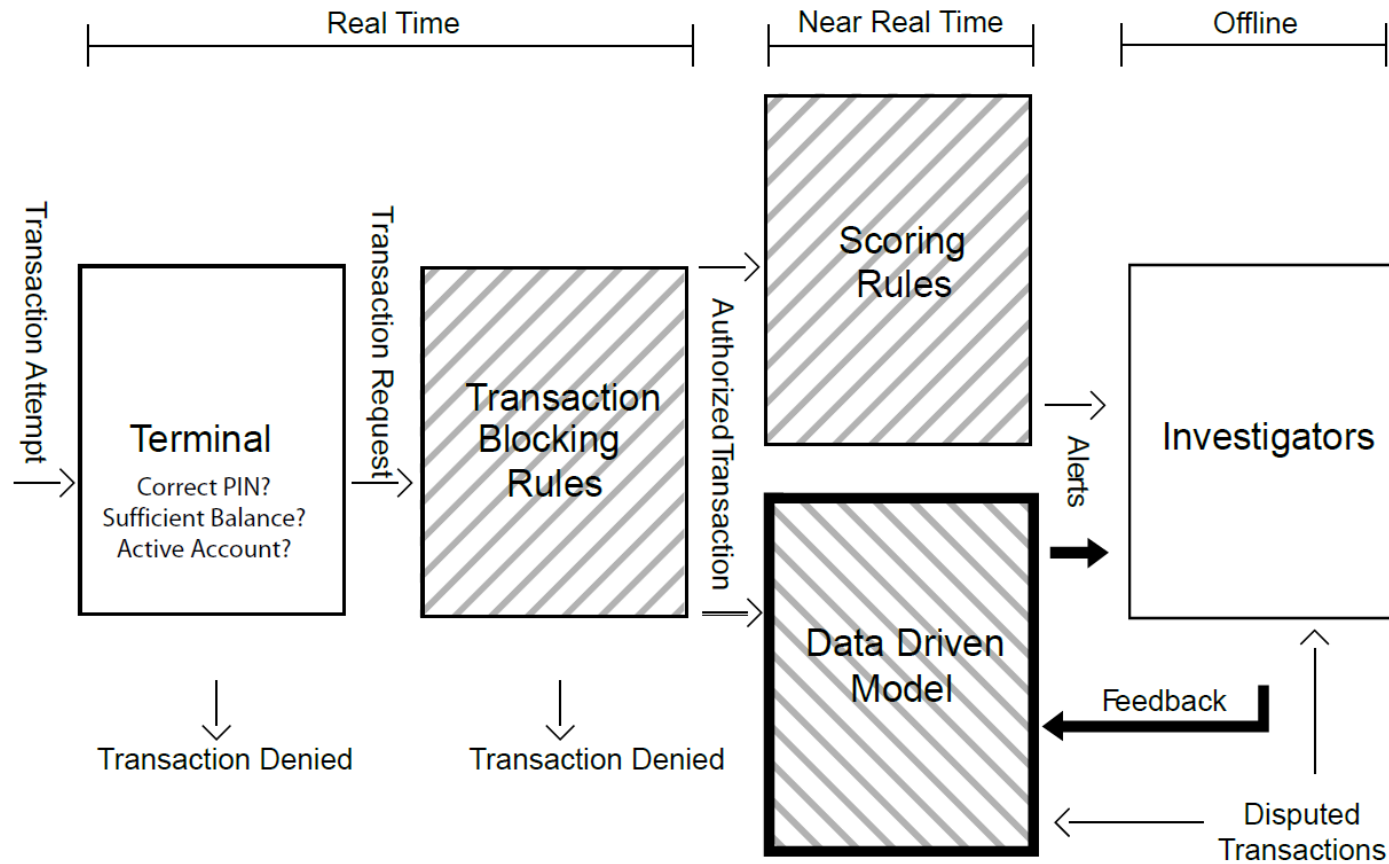 Real Time
Near Real Time
Offline
Transaction Attempt
Terminal
Correct PIN?
Sufficient Balance?
Active Account?
Transaction Denied
Transaction Request
Transaction
Blocking
Rules
Transaction Denied
Authorized Transaction
Scoring
Rules
Data Driven
Model
Alerts
Investigators
Feedback
Disputed
Transactions